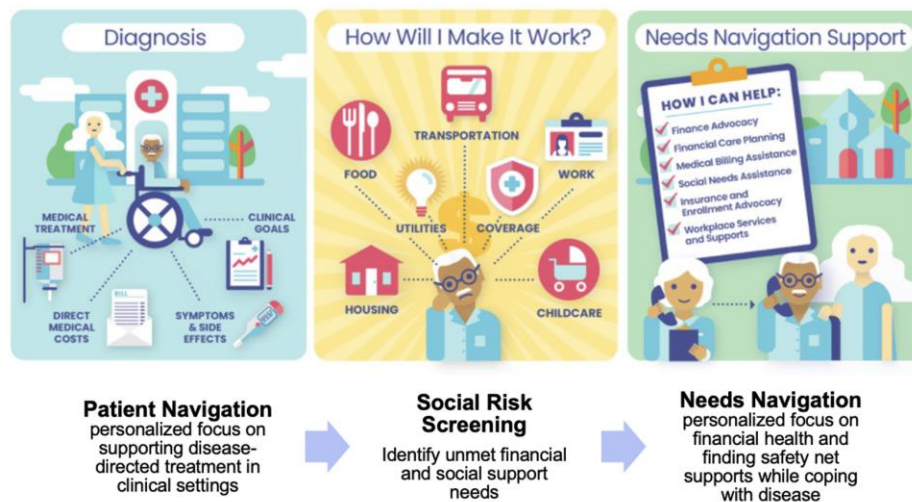 Diagnosis
MEDICAL
TREATMENT
CLINICAL
GOALS
BILL
DIRECT
MEDICAL
COSTS
SYMPTOMS
& SIDE
EFFECTS
How Will I Make It Work?
TRANSPORTATION
FOOD
WORK
UTILITIES
COVERAGE
HOUSING
CHILDCARE
Needs Navigation Support
HOW I CAN HELP:
Finance Advocacy
Financial Care Planning
Medical Billing Assistance
Social Needs Assistance
Insurance and
Enrollment Advocacy
Workplace Services
and Supports
Patient Navigation
personalized focus on
supporting disease-
directed treatment in
clinical settings
Social Risk
Screening
Identify unmet financial
and social support
needs
Needs Navigation
personalized focus on
financial health and
finding safety net
supports while coping
with disease